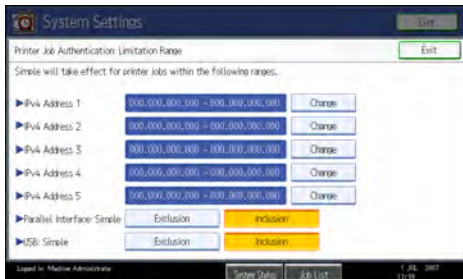 System Settings
Exit
Printer Job Authentication: Limitation Range
Exit
Simple will take effect for printer jobs within the following ranges.
▶IPv4 Address 1 000.000.000.000 - 000.000.000.000 Change
▶IPv4 Address 2 000.000.000.000 - 000.000.000.000 Change
▶IPv4 Address 3 000.000.000.000 - 000.000.000.000 Change
▶IPv4 Address 4 000.000.000.000 - 000.000.000.000 Change
▶IPv4 Address 5 000.000.000.000 - 000.000.000.000 Change
▶Parallel Interface: Simple Exclusion Inclusion
▶USB: Simple Exclusion Inclusion
Logged in: Machine Administrator
System Status Job List
1 JUL 2007